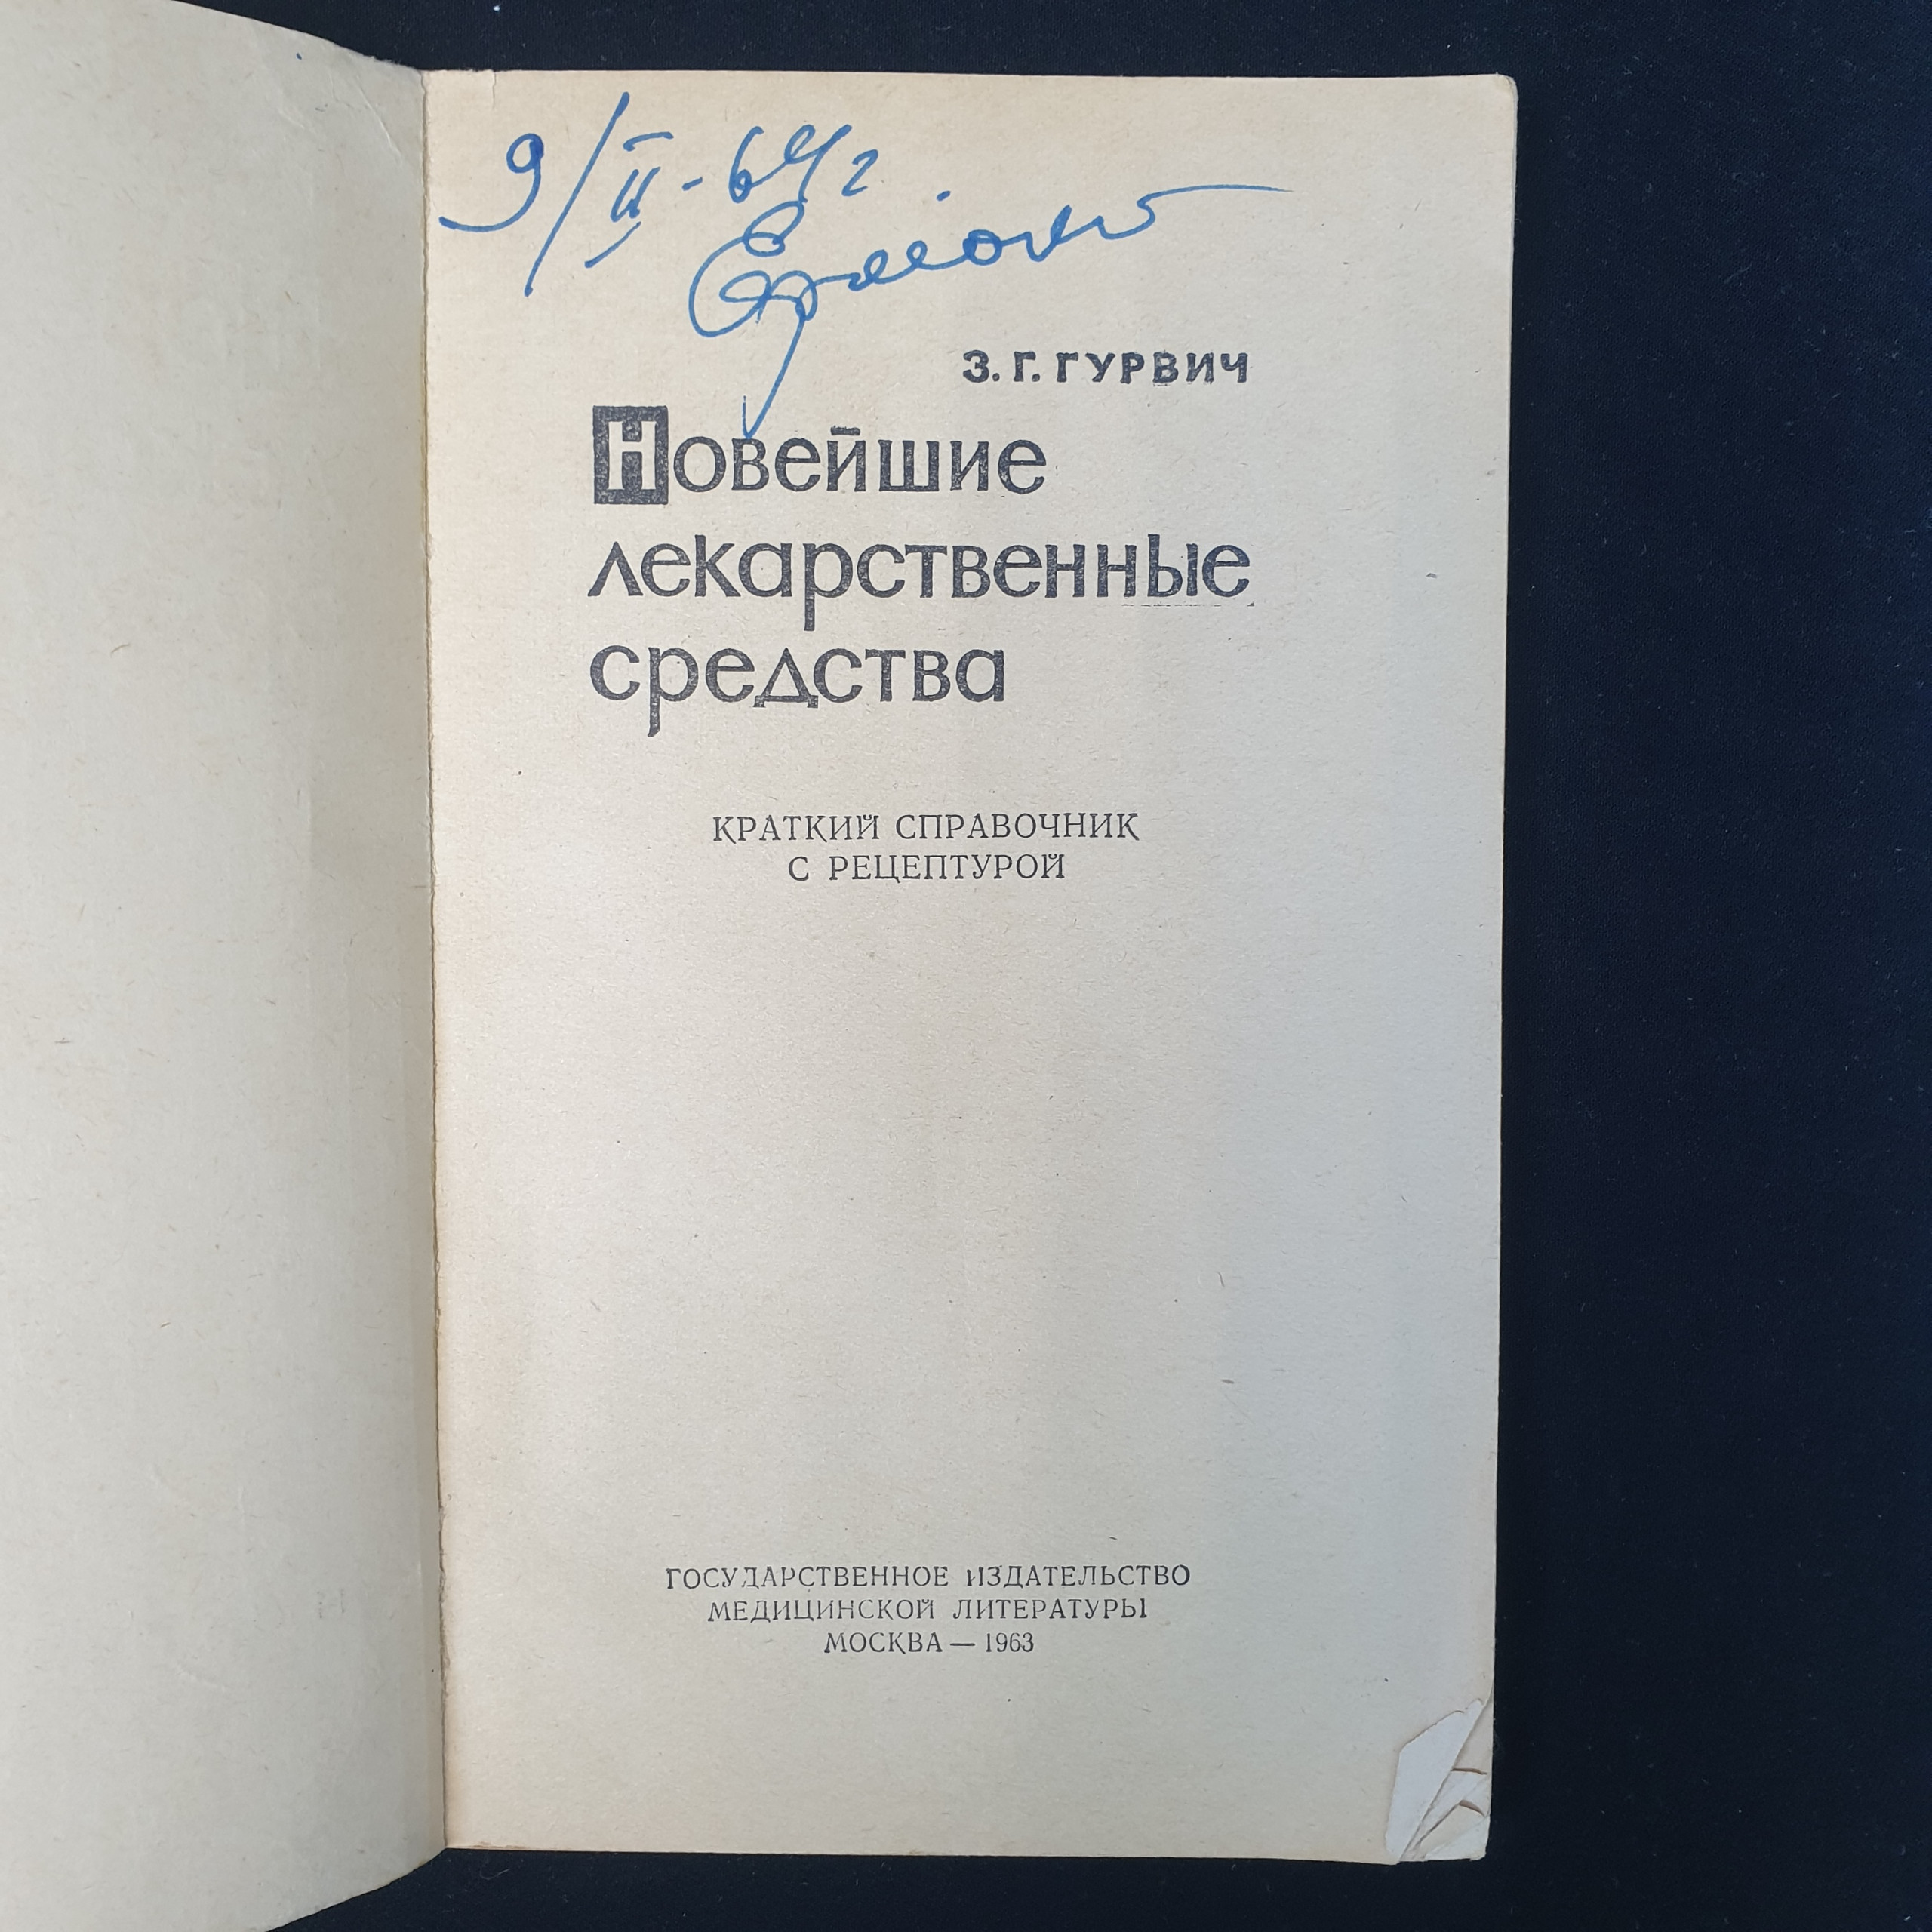 9/II-64г
З. Г. ГУРВИЧ
Новейшие
лекарственные
средства
КРАТКИЙ СПРАВОЧНИК
С РЕЦЕПТУРОЙ
ГОСУДАРСТВЕННОЕ ИЗДАТЕЛЬСТВО
МЕДИЦИНСКОЙ ЛИТЕРАТУРЫ
МОСКВА — 1963